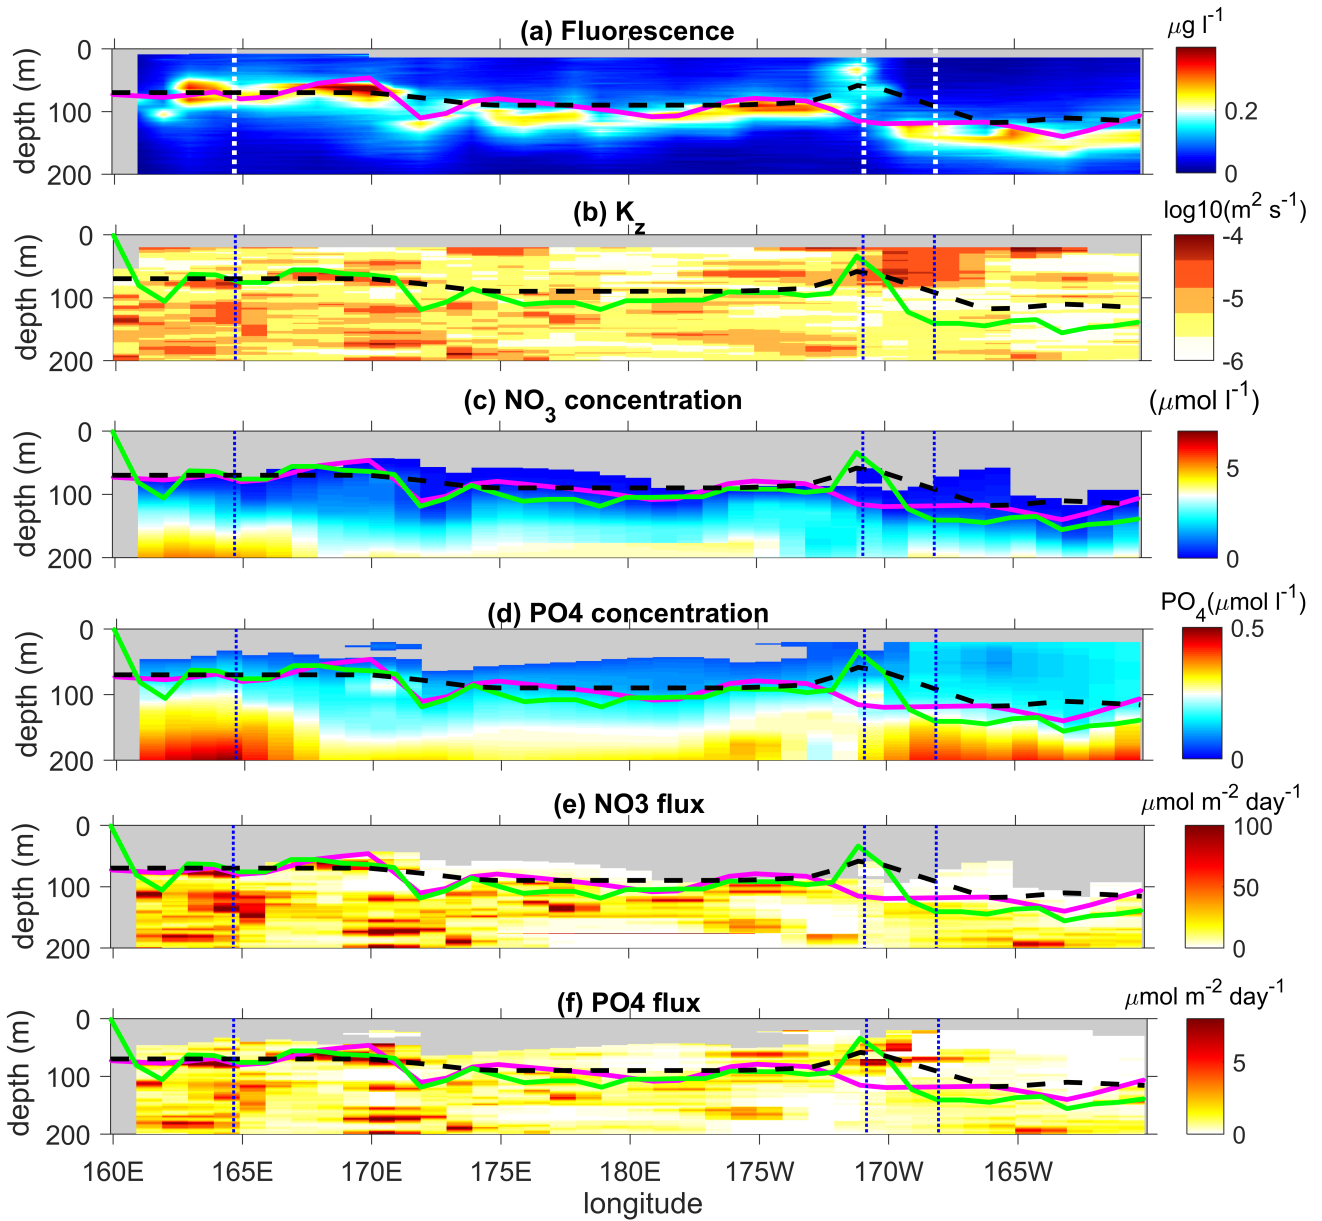 (a) Fluorescence
μg l-1
0
100
200
depth (m)
0.2
0
(b) Kz
log10(m2 s-1)
0
100
200
depth (m)
-4
-5
-6
(c) NO3 concentration
(μmol l-1)
0
100
200
depth (m)
5
0
(d) PO4 concentration
PO4(μmol l-1)
0
100
200
depth (m)
0.5
0
(e) NO3 flux
μmol m-2 day-1
0
100
200
depth (m)
100
50
0
(f) PO4 flux
μmol m-2 day-1
0
100
200
depth (m)
5
0
160E 165E 170E 175E 180E 175W 170W 165W
longitude